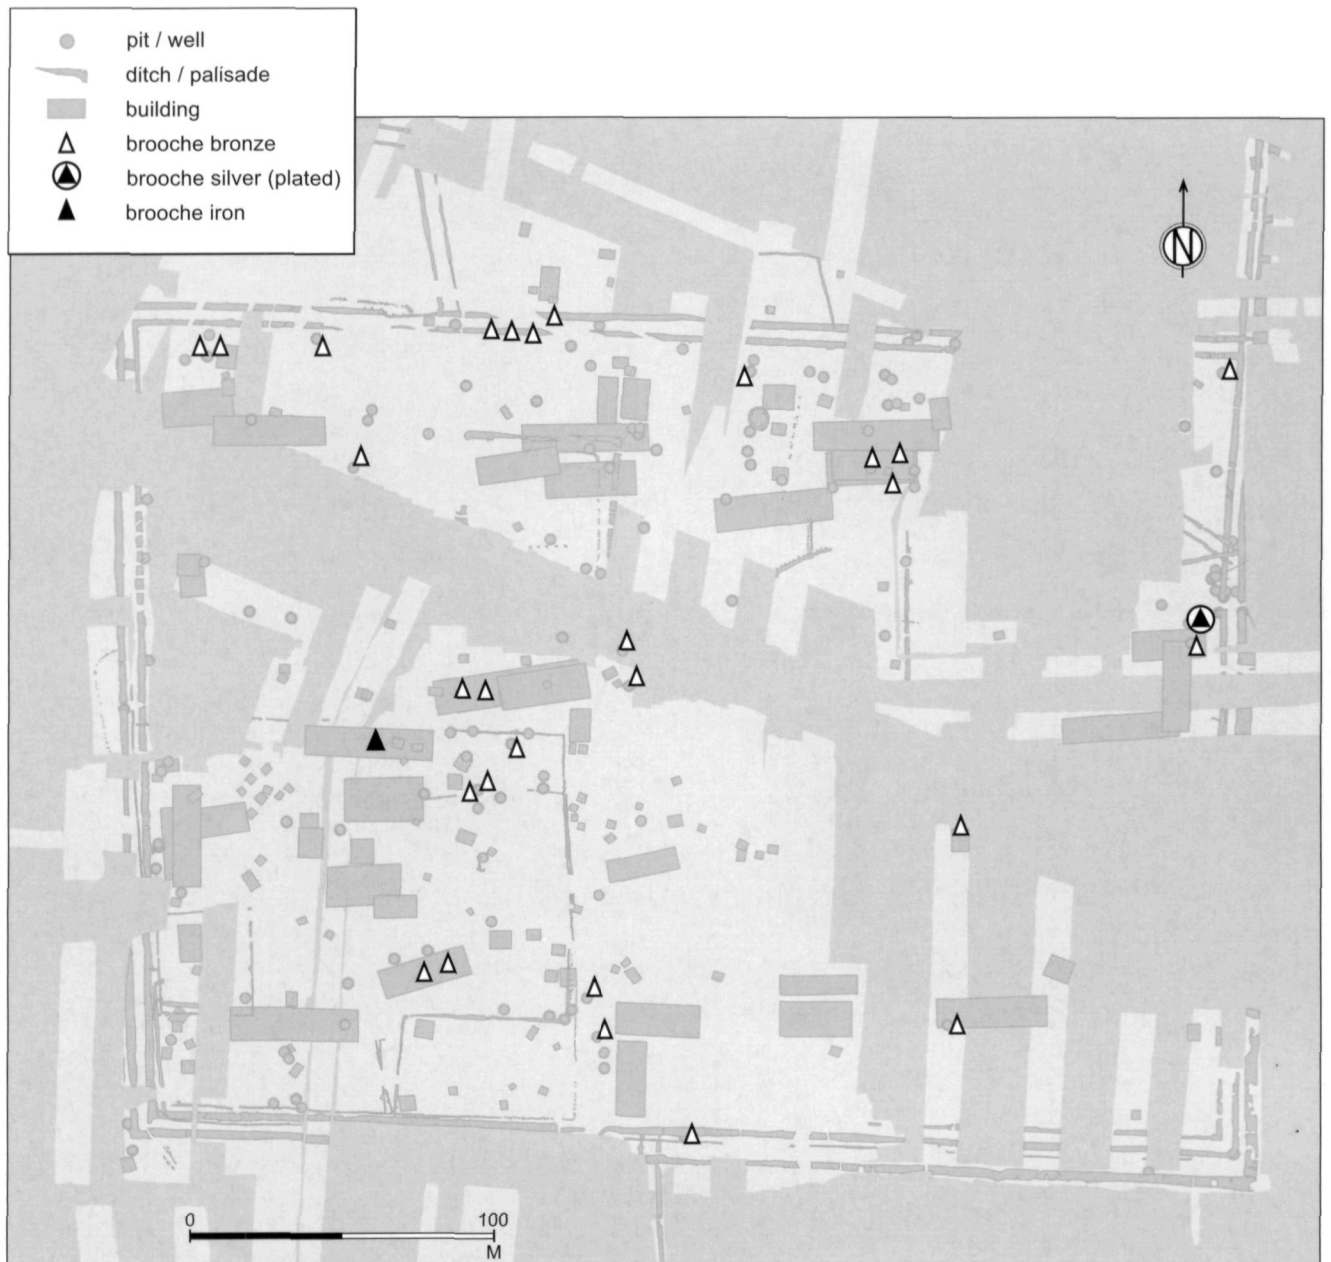 pit / well
ditch / palisade
building
brooche bronze
brooche silver (plated)
brooche iron
N
0 100
M